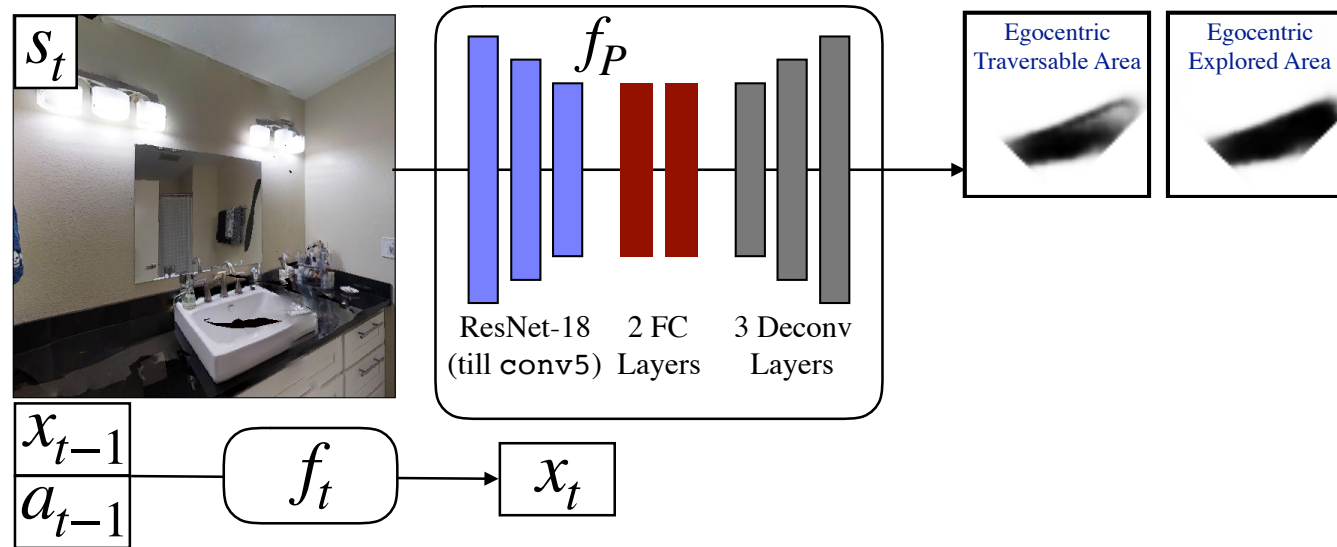 s_t
f_P
Egocentric
Traversable Area
Egocentric
Explored Area
ResNet-18
(till conv5)
2 FC
Layers
3 Deconv
Layers
x_{t-1}
a_{t-1}
f_t
x_t